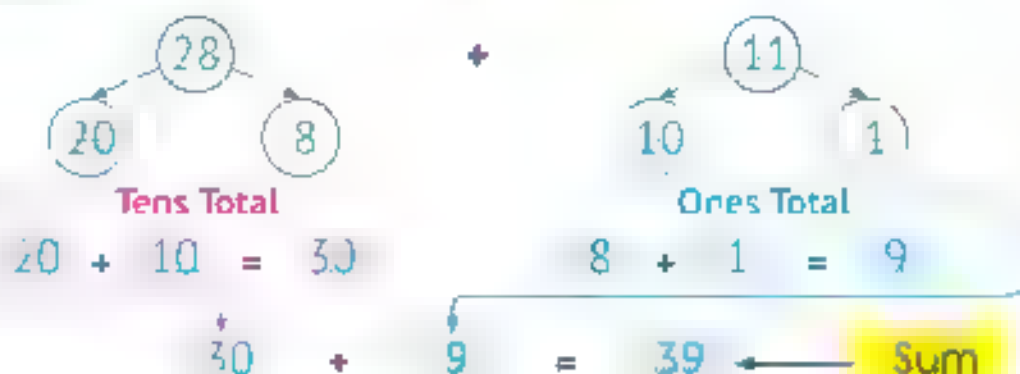 28 + 11
20 8 10 1
Tens Total Ones Total
20 + 10 = 30 8 + 1 = 9
30 + 9 = 39 Sum